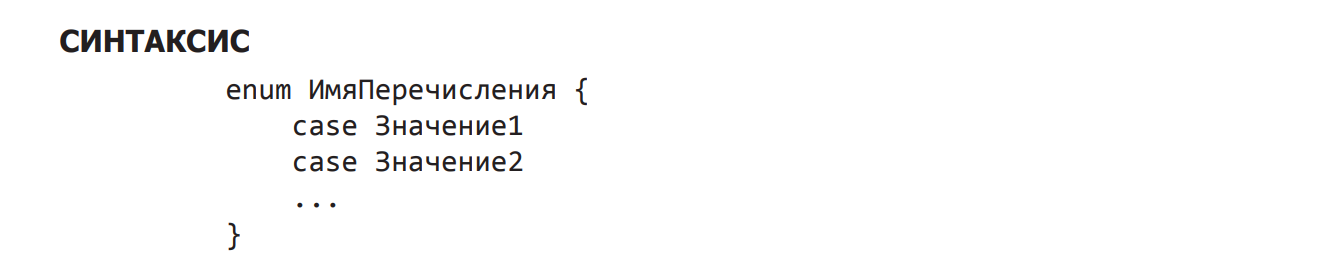 СИНТАКСИС
enum ИмяПеречисления {
    case Значение1
    case Значение2
    ...
}